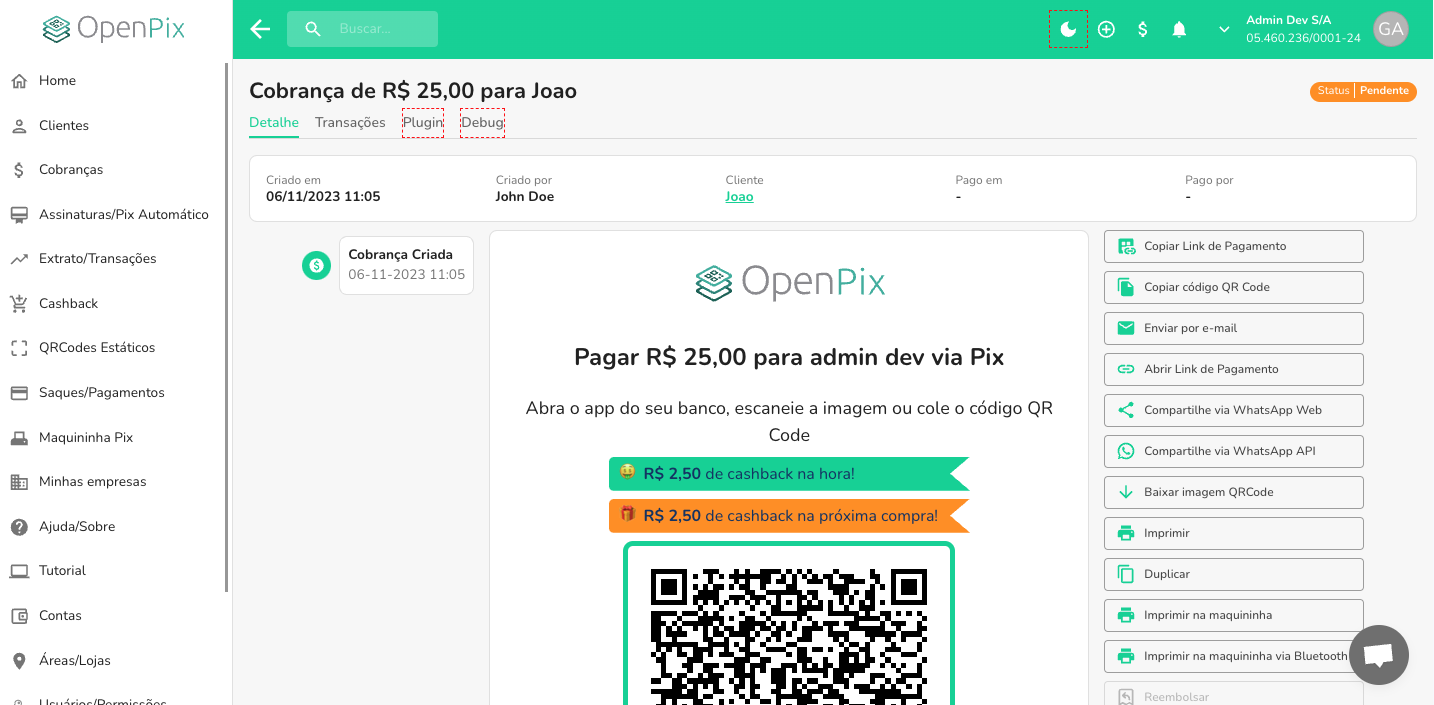 OpenPix
Buscar...
Admin Dev S/A
05.460.236/0001-24
GA
Home
Clientes
Cobranças
Assinaturas/Pix Automático
Extrato/Transações
Cashback
QRCodes Estáticos
Saques/Pagamentos
Maquininha Pix
Minhas empresas
Ajuda/Sobre
Tutorial
Contas
Áreas/Lojas
Usuários/Permissões
Cobrança de R$ 25,00 para Joao
Status Pendente
Detalhe Transações Plugin Debug
Criado em
06/11/2023 11:05
Criado por
John Doe
Cliente
Joao
Pago em
-
Pago por
-
Cobrança Criada
06-11-2023 11:05
OpenPix
Pagar R$ 25,00 para admin dev via Pix
Abra o app do seu banco, escaneie a imagem ou cole o código QR
Code
R$ 2,50 de cashback na hora!
R$ 2,50 de cashback na próxima compra!
Copiar Link de Pagamento
Copiar código QR Code
Enviar por e-mail
Abrir Link de Pagamento
Compartilhe via WhatsApp Web
Compartilhe via WhatsApp API
Baixar imagem QRCode
Imprimir
Duplicar
Imprimir na maquininha
Imprimir na maquininha via Bluetooth
Reembolsar